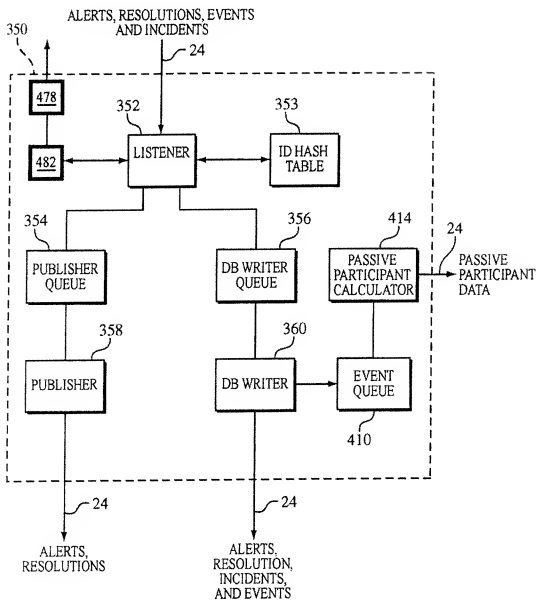 ALERTS, RESOLUTIONS, EVENTS
AND INCIDENTS
350
24
478
352
353
LISTENER
ID HASH
TABLE
482
354
356
414
24
PUBLISHER
QUEUE
DB WRITER
QUEUE
PASSIVE
PARTICIPANT
CALCULATOR
PASSIVE
PARTICIPANT
DATA
358
360
PUBLISHER
DB WRITER
EVENT
QUEUE
410
24
24
ALERTS,
RESOLUTIONS
ALERTS,
RESOLUTION,
INCIDENTS,
AND EVENTS